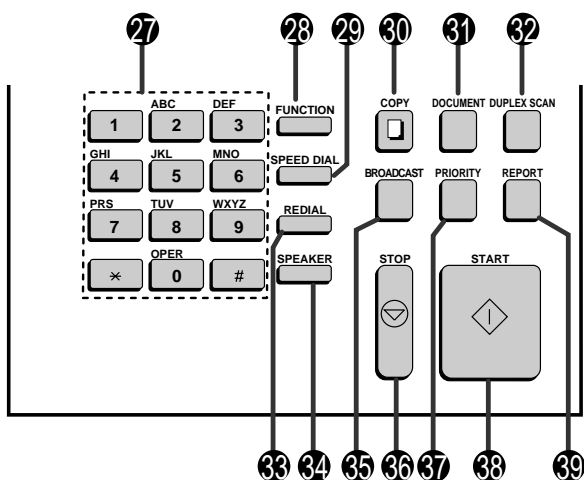 27 28 29 30 31 32
ABC DEF FUNCTION COPY DOCUMENT DUPLEX SCAN
1 2 3
GHI JKL MNO SPEED DIAL
4 5 6 BROADCAST PRIORITY REPORT
PRS TUV WXYZ REDIAL
7 8 9
OPER SPEAKER STOP START
* 0 #
33 34 35 36 37 38 39